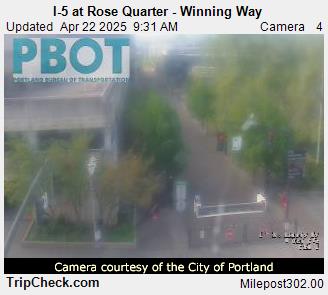 I-5 at Rose Quarter - Winning Way
Updated Apr 22 2025 9:31 AM Camera 4
PBOT
PORTLAND BUREAU OF TRANSPORTATION
Camera courtesy of the City of Portland
TripCheck.com Milepost302.00